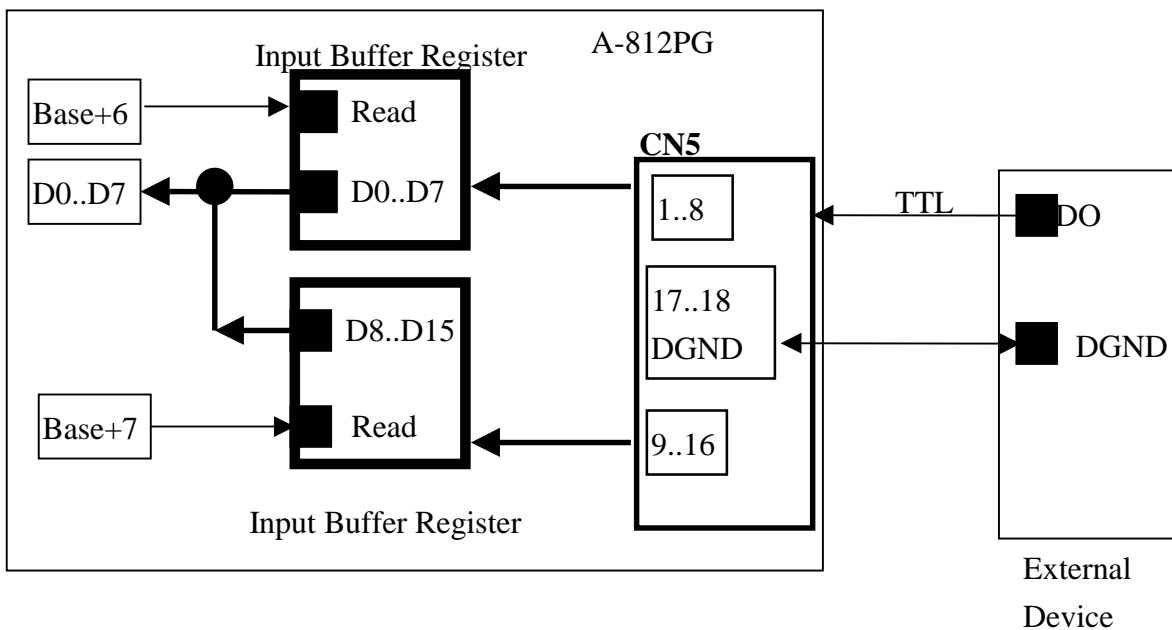 A-812PG
Input Buffer Register
Base+6
Read
D0..D7
D0..D7
CN5
1..8
TTL
DO
17..18
DGND
DGND
D8..D15
Base+7
Read
9..16
Input Buffer Register
External
Device